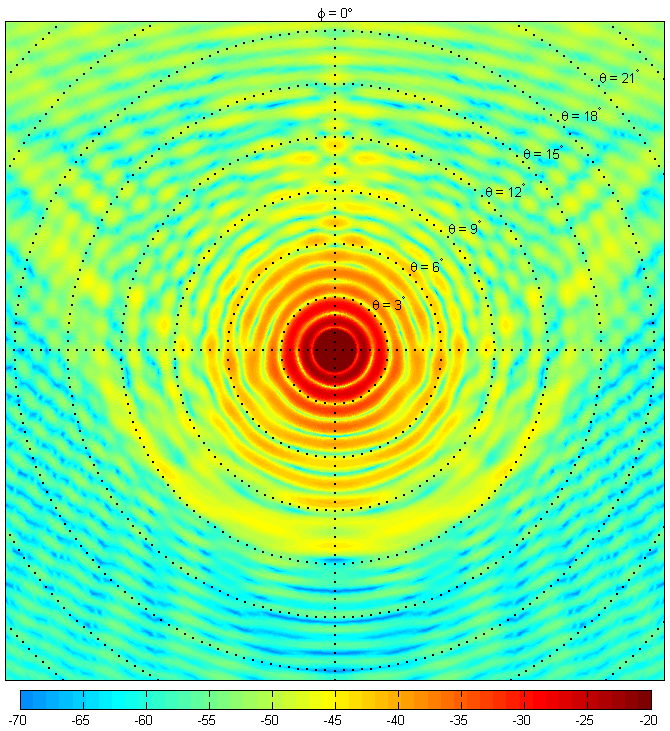 ϕ = 0°
θ = 21°
θ = 18°
θ = 15°
θ = 12°
θ = 9°
θ = 6°
θ = 3°
-70 -65 -60 -55 -50 -45 -40 -35 -30 -25 -20